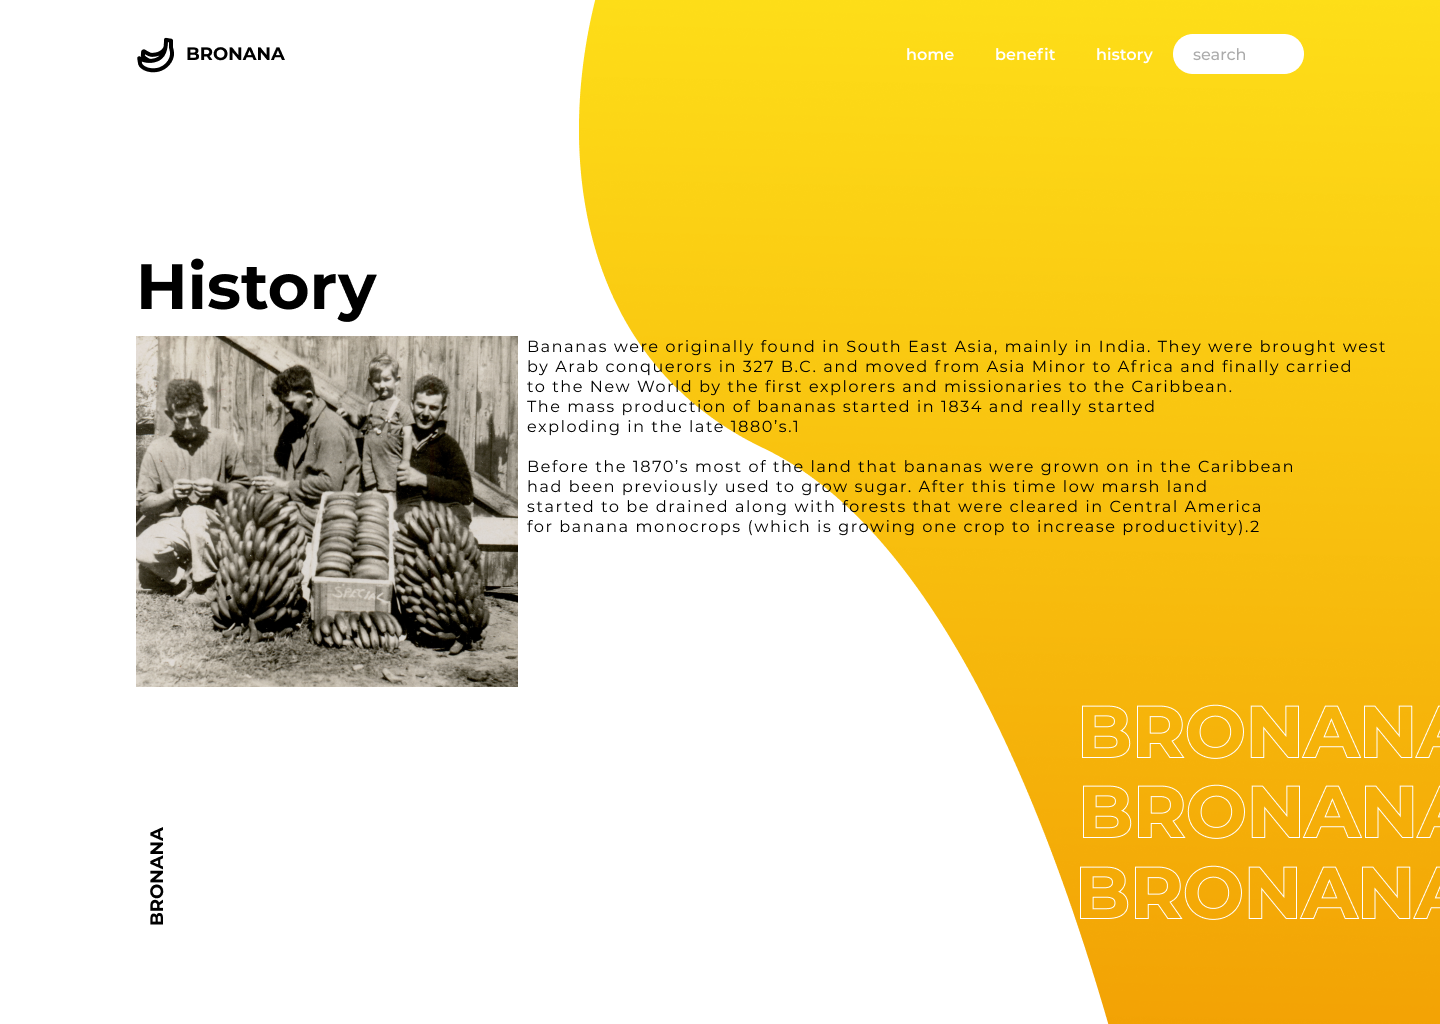 BRONANA
home benefit history search
History
Bananas were originally found in South East Asia, mainly in India. They were brought west
by Arab conquerors in 327 B.C. and moved from Asia Minor to Africa and finally carried
to the New World by the first explorers and missionaries to the Caribbean.
The mass production of bananas started in 1834 and really started
exploding in the late 1880’s.1
Before the 1870’s most of the land that bananas were grown on in the Caribbean
had been previously used to grow sugar. After this time low marsh land
started to be drained along with forests that were cleared in Central America
for banana monocrops (which is growing one crop to increase productivity).2
SPECIAL
BRONANA
BRONANA
BRONANA
BRONANA